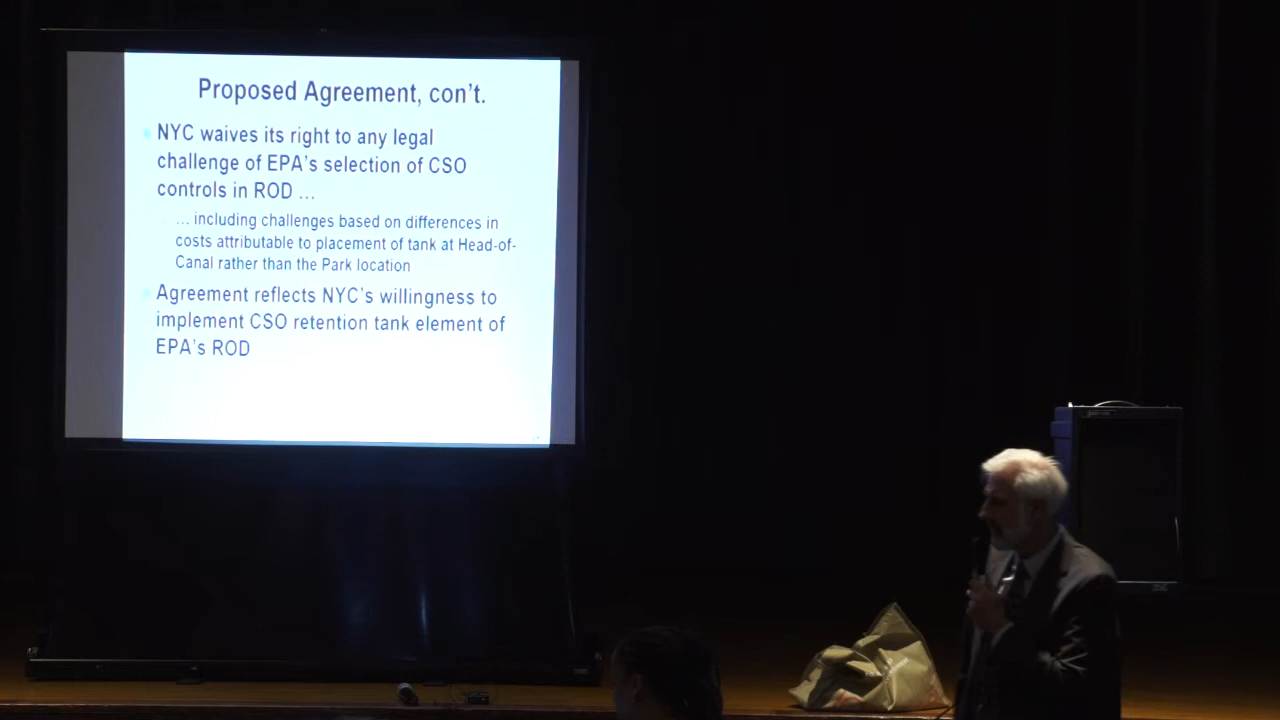 Proposed Agreement, con't.
NYC waives its right to any legal
challenge of EPA's selection of CSO
controls in ROD ...
... including challenges based on differences in
costs attributable to placement of tank at Head-of-
Canal rather than the Park location
Agreement reflects NYC's willingness to
implement CSO retention tank element of
EPA's ROD